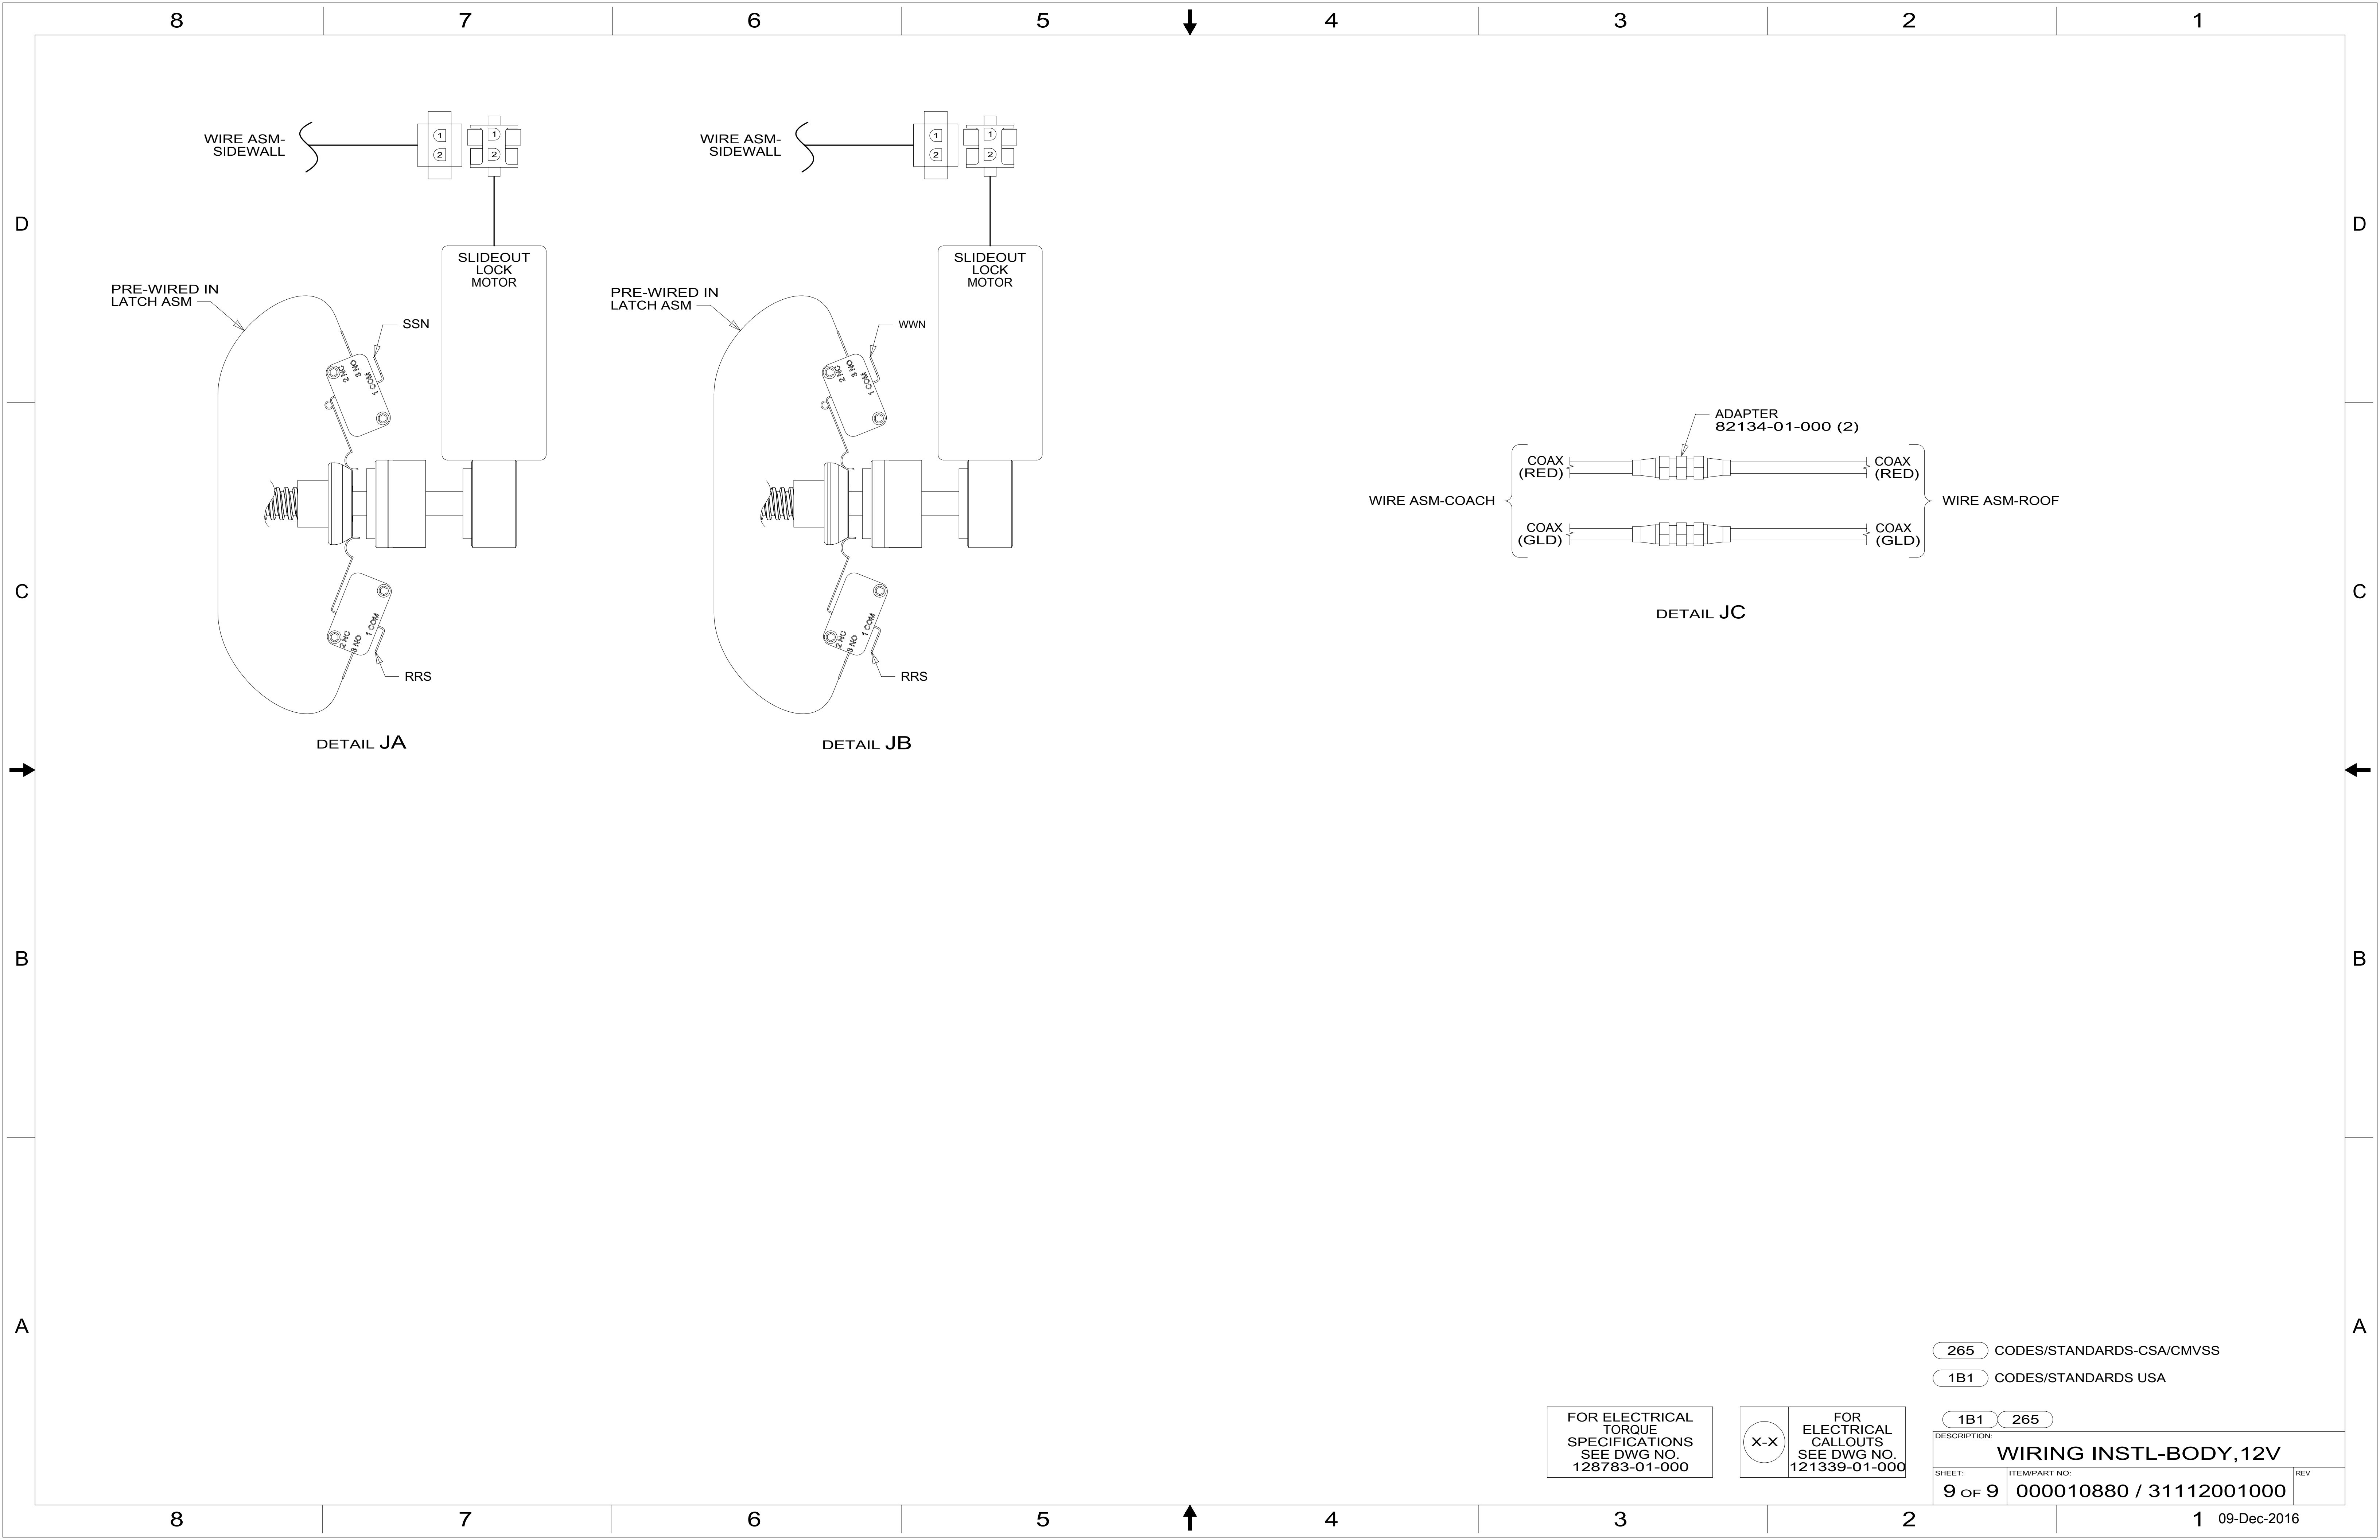 8 7 6 5 4 3 2 1
D
D
C
C
B
B
A
A
WIRE ASM-
SIDEWALL
1
2
1
2
SLIDEOUT
LOCK
MOTOR
PRE-WIRED IN
LATCH ASM
SSN
2 NC
3 NO
1 COM
2 NC
3 NO
1 COM
RRS
DETAIL JA
WIRE ASM-
SIDEWALL
1
2
1
2
SLIDEOUT
LOCK
MOTOR
PRE-WIRED IN
LATCH ASM
WWN
2 NC
3 NO
1 COM
2 NC
3 NO
1 COM
RRS
DETAIL JB
ADAPTER
82134-01-000 (2)
COAX
(RED)
COAX
(RED)
WIRE ASM-COACH
WIRE ASM-ROOF
COAX
(GLD)
COAX
(GLD)
DETAIL JC
265 CODES/STANDARDS-CSA/CMVSS
1B1 CODES/STANDARDS USA
FOR ELECTRICAL
TORQUE
SPECIFICATIONS
SEE DWG NO.
128783-01-000
X-X
FOR
ELECTRICAL
CALLOUTS
SEE DWG NO.
121339-01-000
1B1 265
DESCRIPTION:
WIRING INSTL-BODY,12V
SHEET:
9 OF 9
ITEM/PART NO:
000010880 / 31112001000
REV
8 7 6 5 4 3 2 1
09-Dec-2016